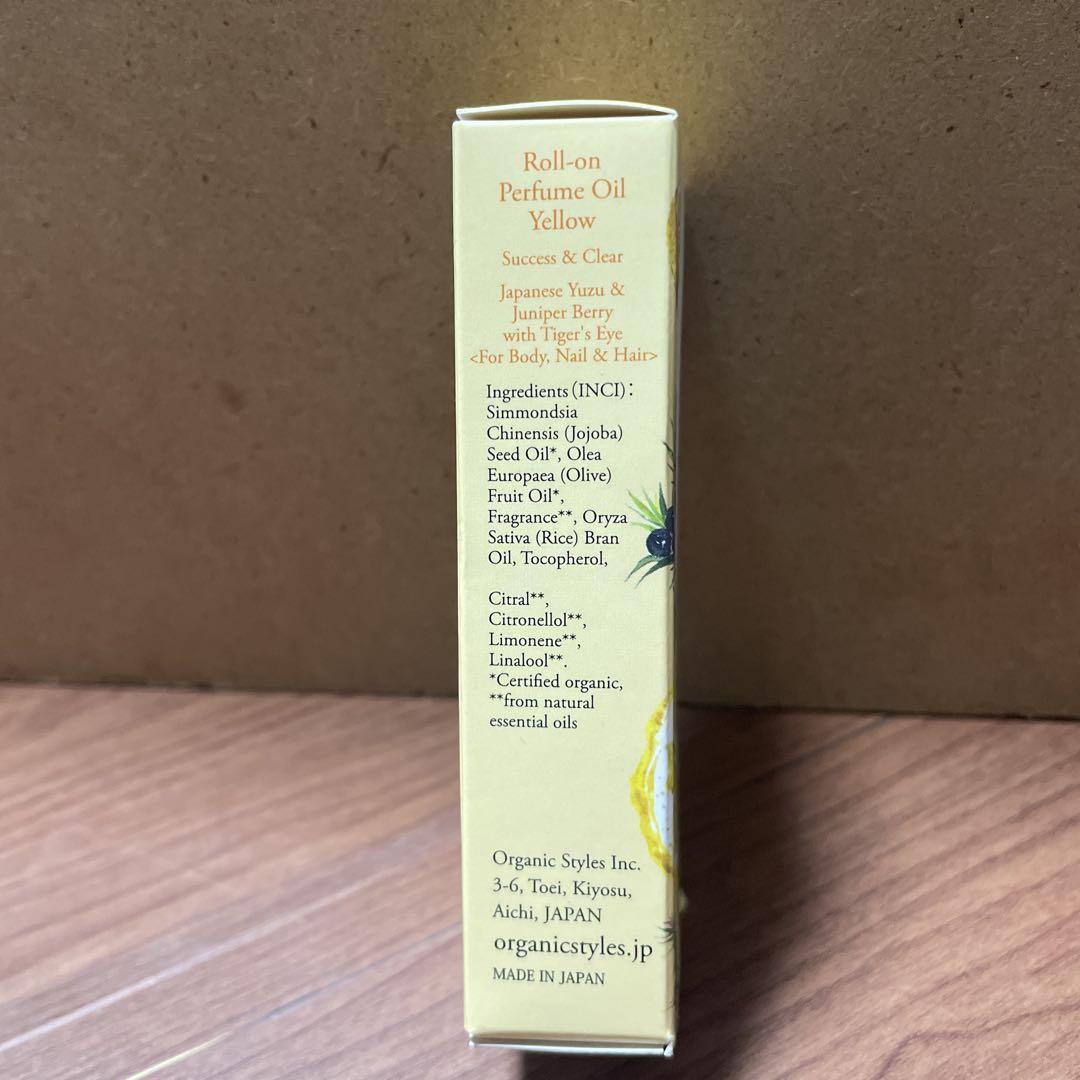 Roll-on
Perfume Oil
Yellow
Success & Clear
Japanese Yuzu &
Juniper Berry
with Tiger's Eye
<For Body, Nail & Hair>
Ingredients(INCI):
Simmondsia
Chinensis (Jojoba)
Seed Oil*, Olea
Europaea (Olive)
Fruit Oil*,
Fragrance**, Oryza
Sativa (Rice) Bran
Oil, Tocopherol,
Citral**,
Citronellol**,
Limonene**,
Linalool**.
*Certified organic,
**from natural
essential oils
Organic Styles Inc.
3-6, Toei, Kiyosu,
Aichi, JAPAN
organicstyles.jp
MADE IN JAPAN